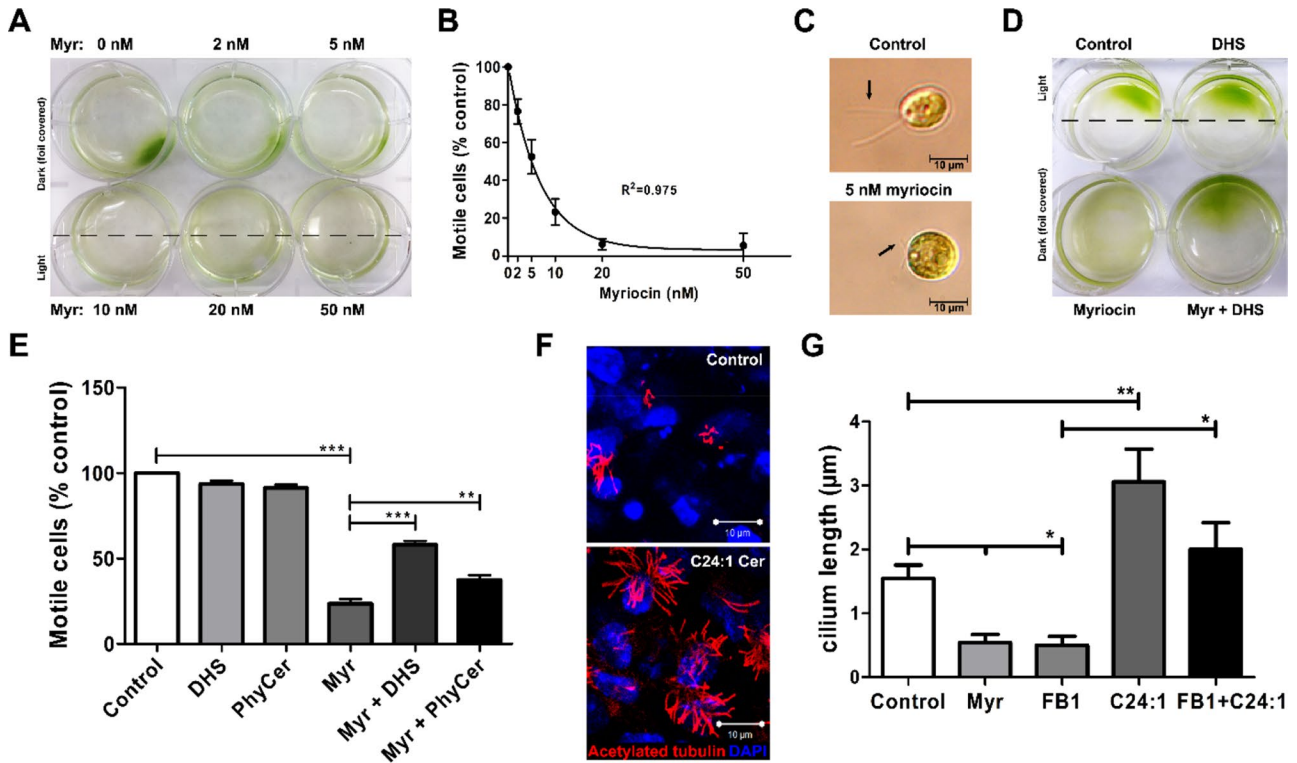 A
Myr: 0 nM 2 nM 5 nM
Dark (foil covered)
Light
Myr: 10 nM 20 nM 50 nM
B
Motile cells (% control)
100
80
60
40
20
0
R²=0.975
0 2 5 10 20 50
Myriocin (nM)
C
Control
10 µm
5 nM myriocin
10 µm
D
Control DHS
Light
Dark (foil covered)
Myriocin Myr + DHS
E
Motile cells (% control)
150
100
50
0
***
**
***
Control DHS PhyCer Myr Myr + DHS Myr + PhyCer
F
Control
10 µm
C24:1 Cer
10 µm
Acetylated tubulin DAPI
G
cilium length (µm)
4
3
2
1
0
**
*
*
Control Myr FB1 C24:1 FB1+C24:1